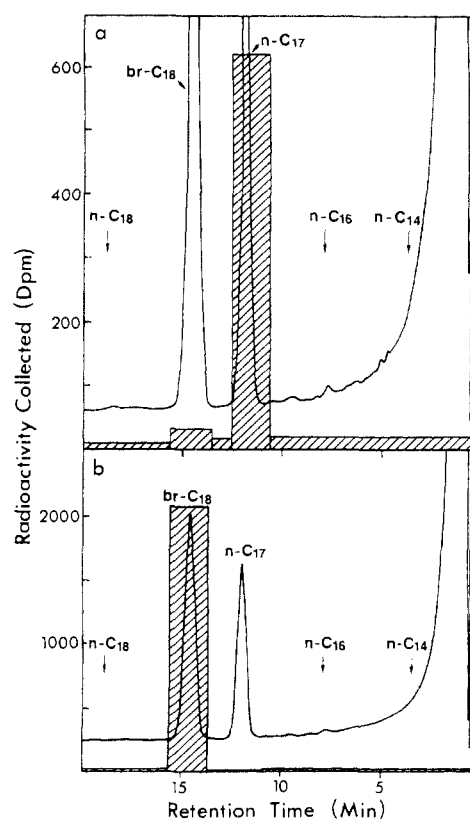 a
600
n-C17
br-C18
400
n-C18
n-C16
n-C14
200
Radioactivity Collected (Dpm)
b
br-C18
2000
n-C17
n-C18
n-C16
n-C14
1000
15
10
5
Retention Time (Min)